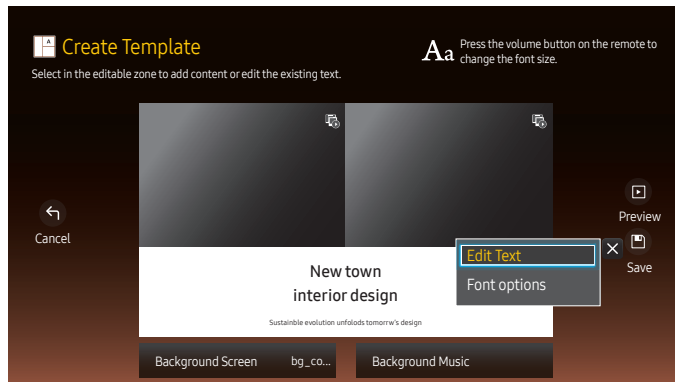 A
Create Template
Select in the editable zone to add content or edit the existing text.
Aa
Press the volume button on the remote to
change the font size.
Cancel
Preview
Save
Edit Text
Font options
New town
interior design
Sustainble evolution unfolods tomorrw's design
Background Screen bg_co...
Background Music